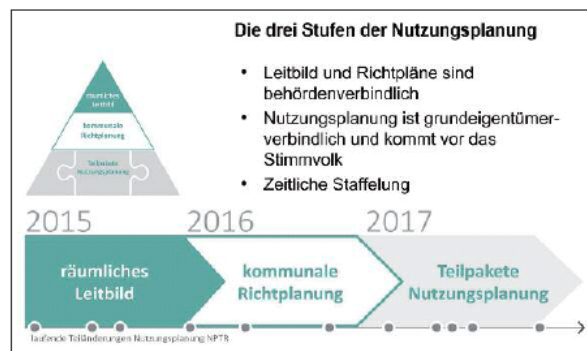 Die drei Stufen der Nutzungsplanung
räumliches
Leitbild
kommunale
Richtplanung
Teilpakete
Nutzungsplanung
• Leitbild und Richtpläne sind
behördenverbindlich
• Nutzungsplanung ist grundeigentümer-
verbindlich und kommt vor das
Stimmvolk
• Zeitliche Staffelung
2015
2016
2017
räumliches
Leitbild
kommunale
Richtplanung
Teilpakete
Nutzungsplanung
laufende Teiländerungen Nutzungsplanung NPTR